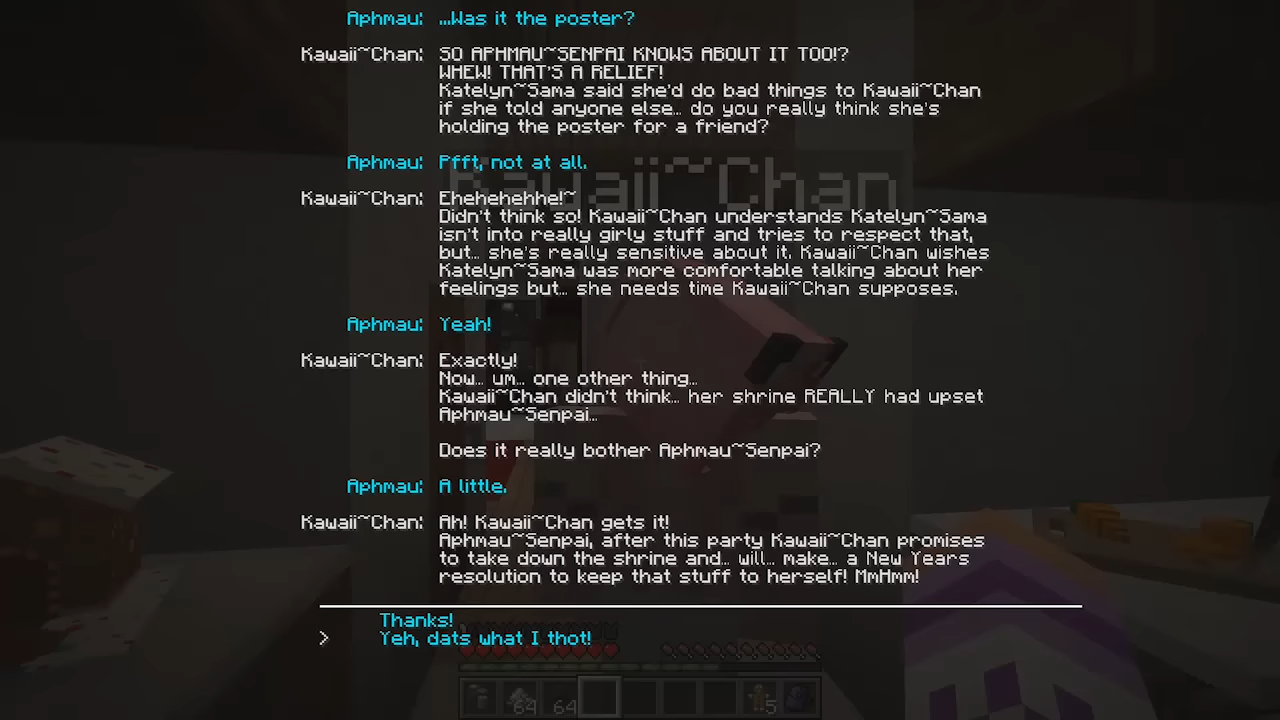 Aphmau: ...Was it the poster?
Kawaii~Chan: SO APHMAU~SENPAI KNOWS ABOUT IT TOO!?
WHEW! THAT'S A RELIEF!
Katelyn~Sama said she'd do bad things to Kawaii~Chan
if she told anyone else... do you really think she's
holding the poster for a friend?
Aphmau: Pfft, not at all.
Kawaii~Chan
Kawaii~Chan: Ehehehehhe!~
Didn't think so! Kawaii~Chan understands Katelyn~Sama
isn't into really girly stuff and tries to respect that,
but... she's really sensitive about it. Kawaii~Chan wishes
Katelyn~Sama was more comfortable talking about her
feelings but... she needs time Kawaii~Chan supposes.
Aphmau: Yeah!
Kawaii~Chan: Exactly!
Now... um... one other thing...
Kawaii~Chan didn't think... her shrine REALLY had upset
Aphmau~Senpai...
Does it really bother Aphmau~Senpai?
Aphmau: A little.
Kawaii~Chan: Ah! Kawaii~Chan gets it!
Aphmau~Senpai, after this party Kawaii~Chan promises
to take down the shrine and... will... make... a New Years
resolution to keep that stuff to herself! MmHmm!
Thanks!
> Yeh, dats what I thot!
64 64 5